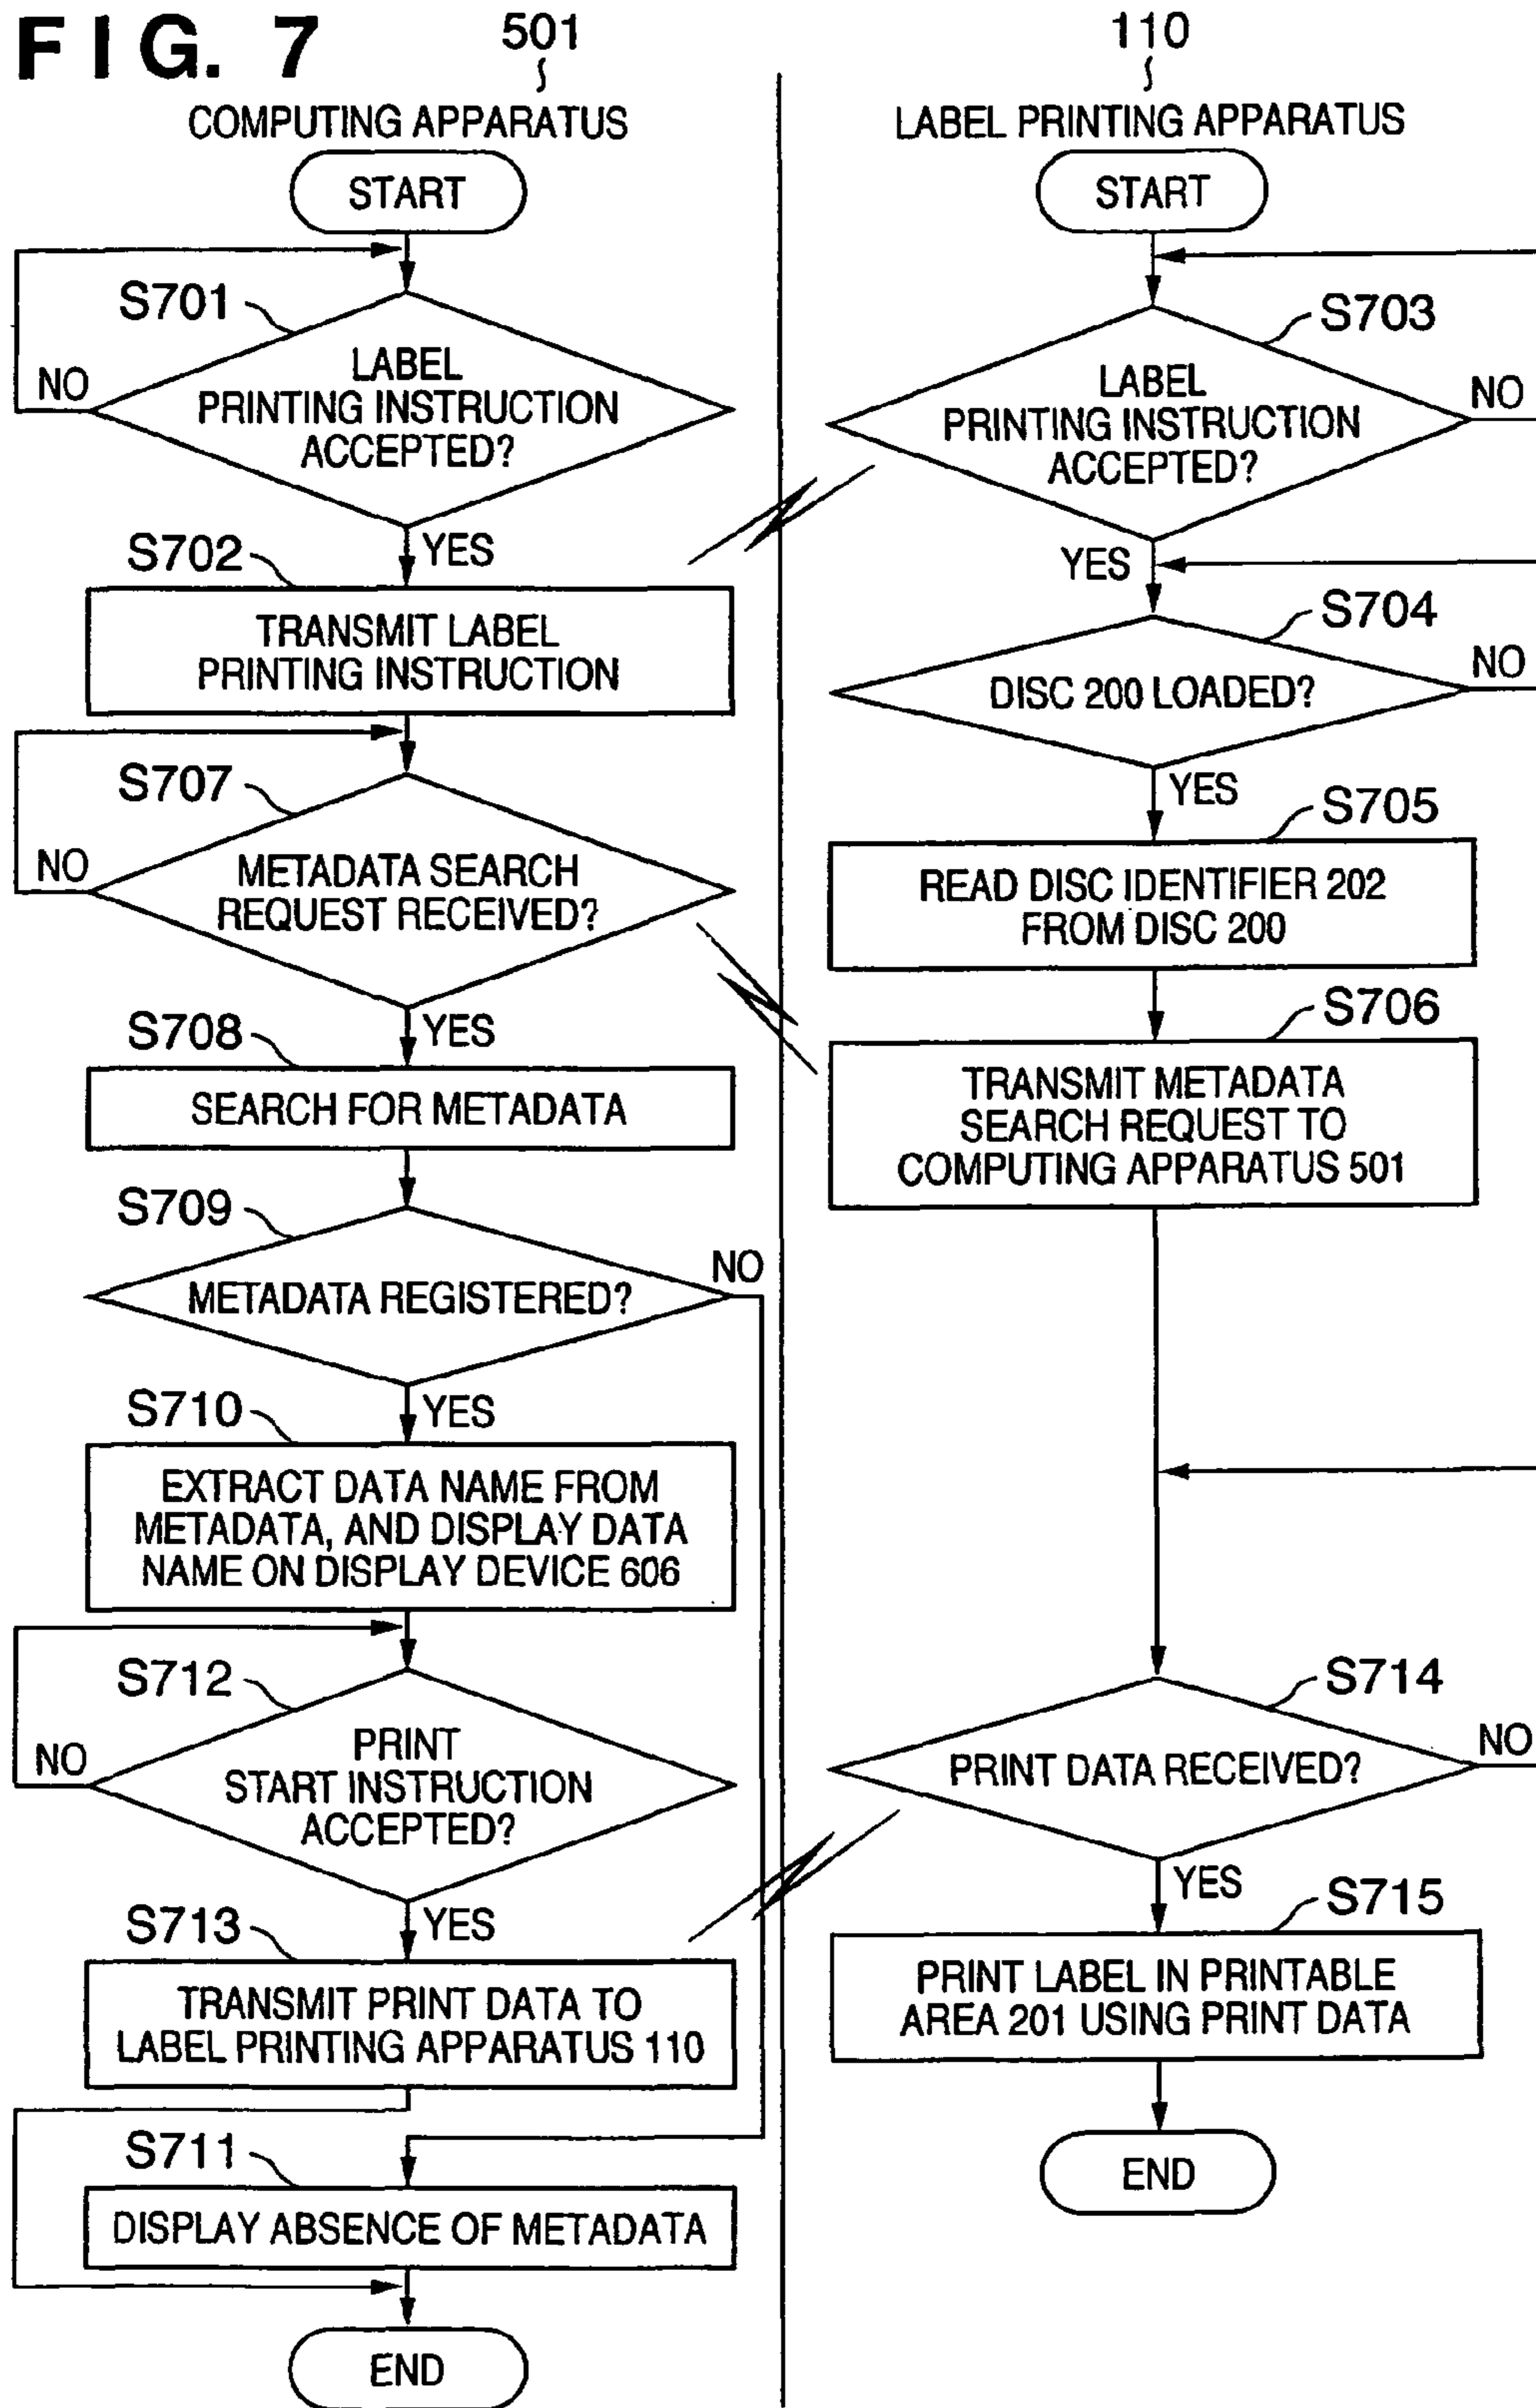 FIG. 7
501
COMPUTING APPARATUS
START
S701
LABEL
PRINTING INSTRUCTION
ACCEPTED?
NO
YES
S702
TRANSMIT LABEL
PRINTING INSTRUCTION
S707
METADATA SEARCH
REQUEST RECEIVED?
NO
YES
S708
SEARCH FOR METADATA
S709
METADATA REGISTERED?
NO
YES
S710
EXTRACT DATA NAME FROM
METADATA, AND DISPLAY DATA
NAME ON DISPLAY DEVICE 606
S712
PRINT
START INSTRUCTION
ACCEPTED?
NO
YES
S713
TRANSMIT PRINT DATA TO
LABEL PRINTING APPARATUS 110
S711
DISPLAY ABSENCE OF METADATA
END
110
LABEL PRINTING APPARATUS
START
S703
LABEL
PRINTING INSTRUCTION
ACCEPTED?
NO
YES
S704
DISC 200 LOADED?
NO
YES
S705
READ DISC IDENTIFIER 202
FROM DISC 200
S706
TRANSMIT METADATA
SEARCH REQUEST TO
COMPUTING APPARATUS 501
S714
PRINT DATA RECEIVED?
NO
YES
S715
PRINT LABEL IN PRINTABLE
AREA 201 USING PRINT DATA
END